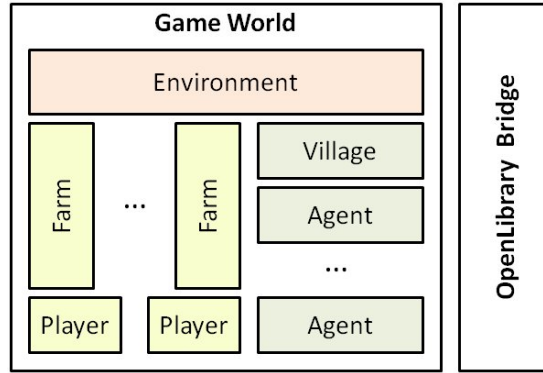 Game World
Environment
Farm
...
Farm
Village
Agent
...
Player
Player
Agent
OpenLibrary Bridge